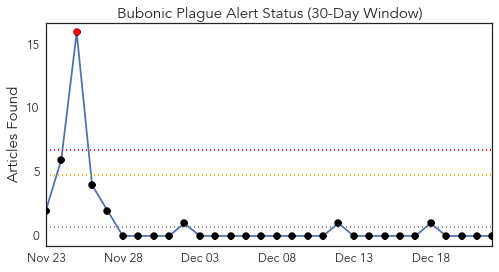 Bubonic Plague Alert Status (30-Day Window)
Articles Found
15
10
5
0
Nov 23
Nov 28
Dec 03
Dec 08
Dec 13
Dec 18